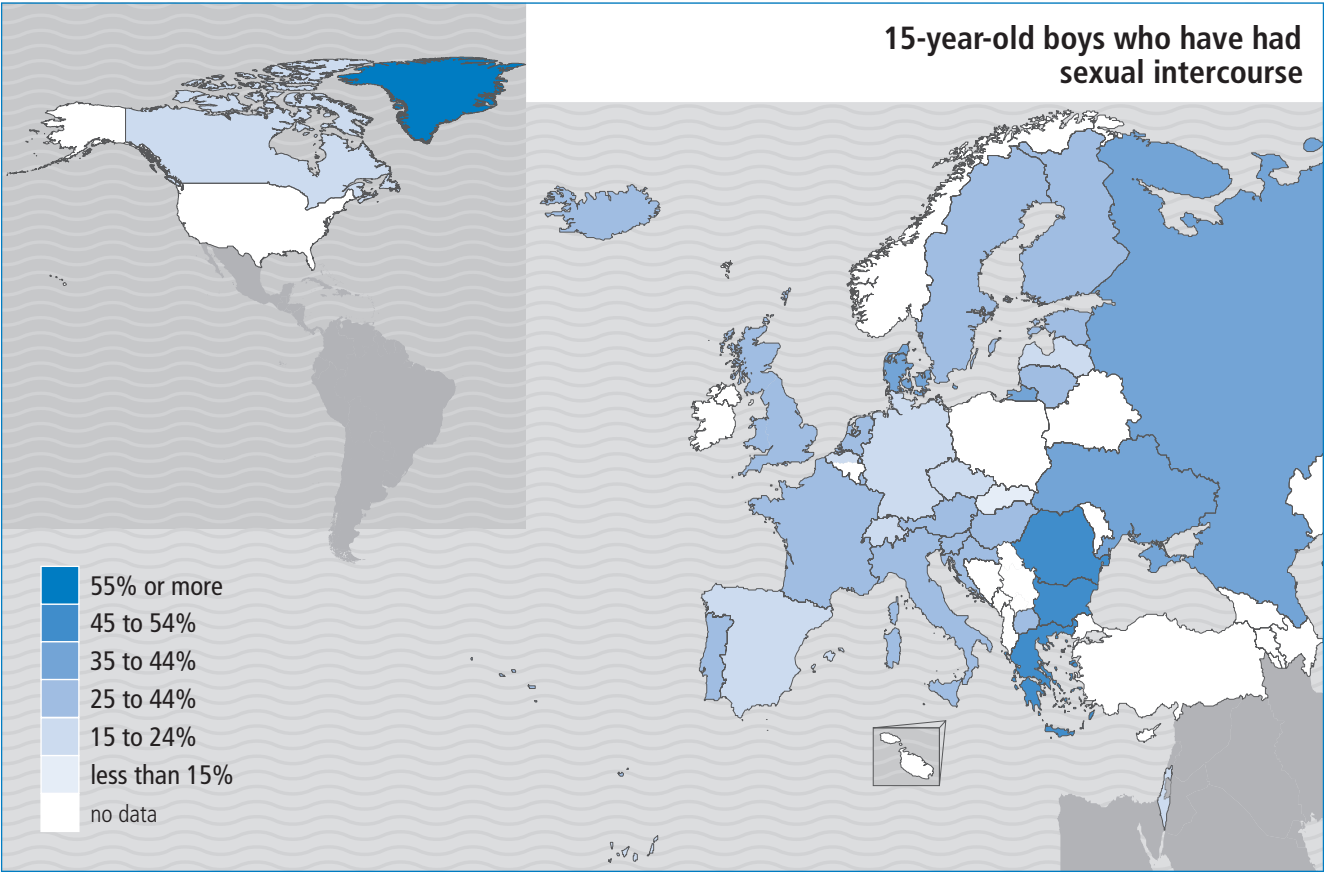 15-year-old boys who have had
sexual intercourse
55% or more
45 to 54%
35 to 44%
25 to 44%
15 to 24%
less than 15%
no data